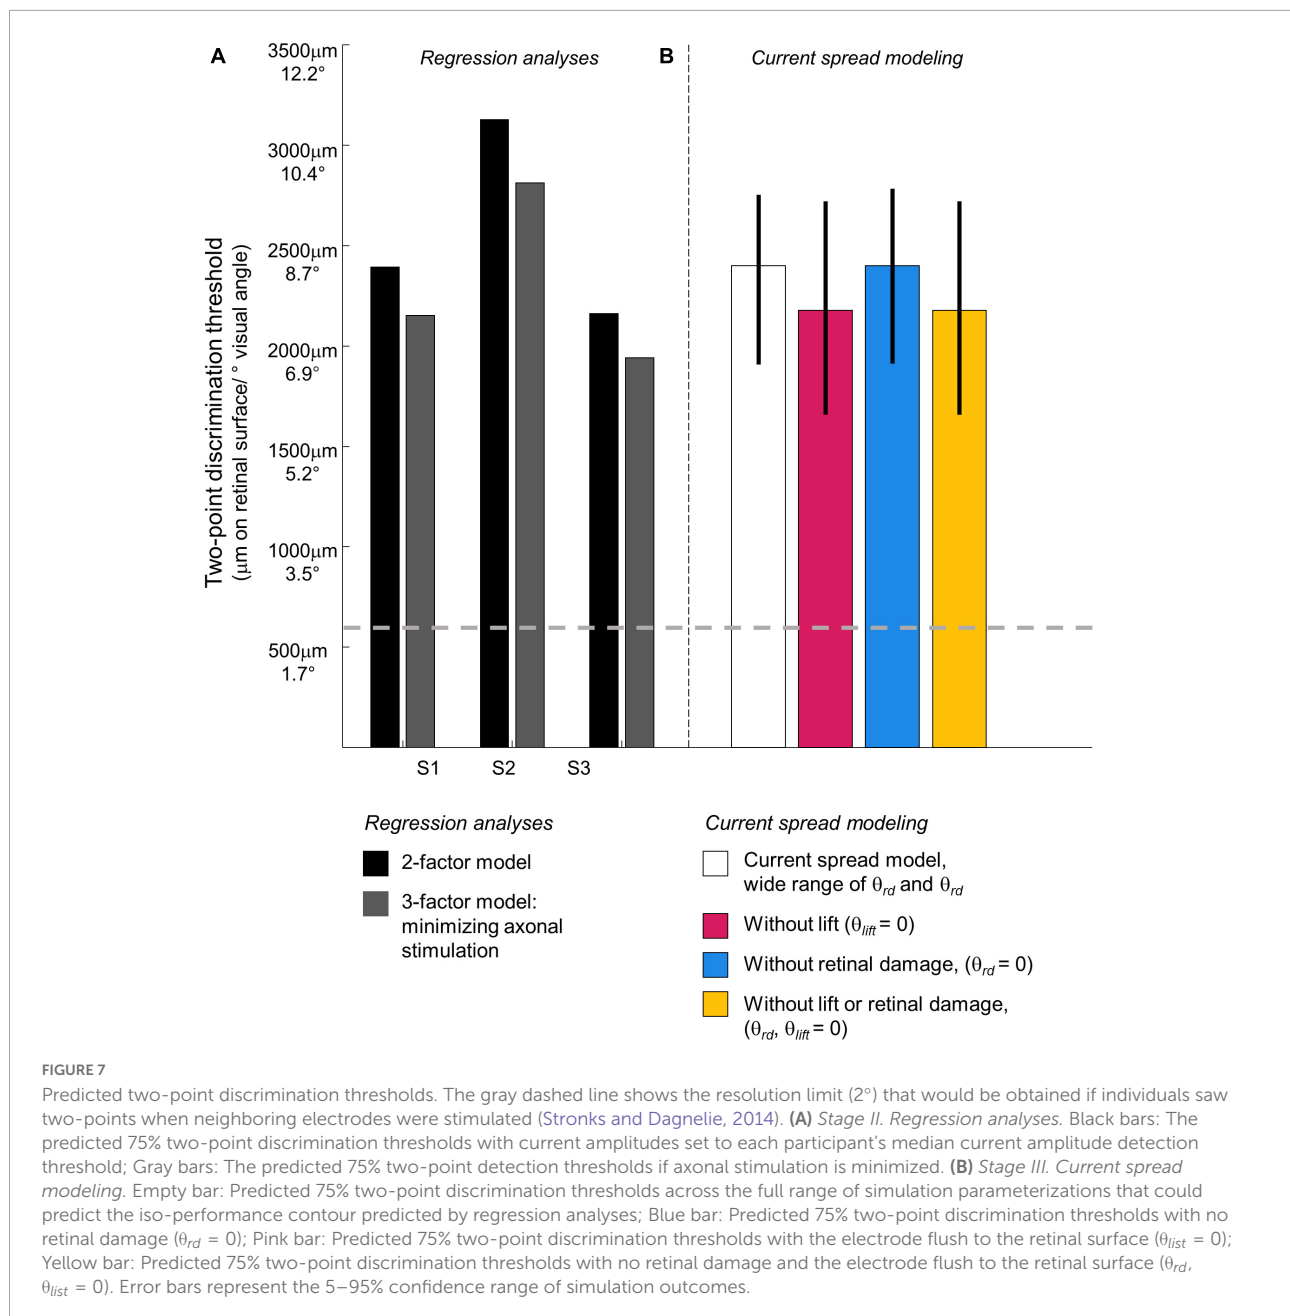 A
Regression analyses
B
Current spread modeling
3500μm
12.2°
3000μm
10.4°
2500μm
8.7°
2000μm
6.9°
1500μm
5.2°
1000μm
3.5°
500μm
1.7°
Two-point discrimination threshold
(μm on retinal surface/ ° visual angle)
S1 S2 S3
Regression analyses
2-factor model
3-factor model:
minimizing axonal
stimulation
Current spread modeling
Current spread model,
wide range of θrd and θrd
Without lift (θlift = 0)
Without retinal damage, (θrd = 0)
Without lift or retinal damage,
(θrd, θlift = 0)
FIGURE 7
Predicted two-point discrimination thresholds. The gray dashed line shows the resolution limit (2°) that would be obtained if individuals saw
two-points when neighboring electrodes were stimulated (Stronks and Dagnelie, 2014). (A) Stage II. Regression analyses. Black bars: The
predicted 75% two-point discrimination thresholds with current amplitudes set to each participant's median current amplitude detection
threshold; Gray bars: The predicted 75% two-point detection thresholds if axonal stimulation is minimized. (B) Stage III. Current spread
modeling. Empty bar: Predicted 75% two-point discrimination thresholds across the full range of simulation parameterizations that could
predict the iso-performance contour predicted by regression analyses; Blue bar: Predicted 75% two-point discrimination thresholds with no
retinal damage (θrd = 0); Pink bar: Predicted 75% two-point discrimination thresholds with the electrode flush to the retinal surface (θlist = 0);
Yellow bar: Predicted 75% two-point discrimination thresholds with no retinal damage and the electrode flush to the retinal surface (θrd,
θlist = 0). Error bars represent the 5–95% confidence range of simulation outcomes.